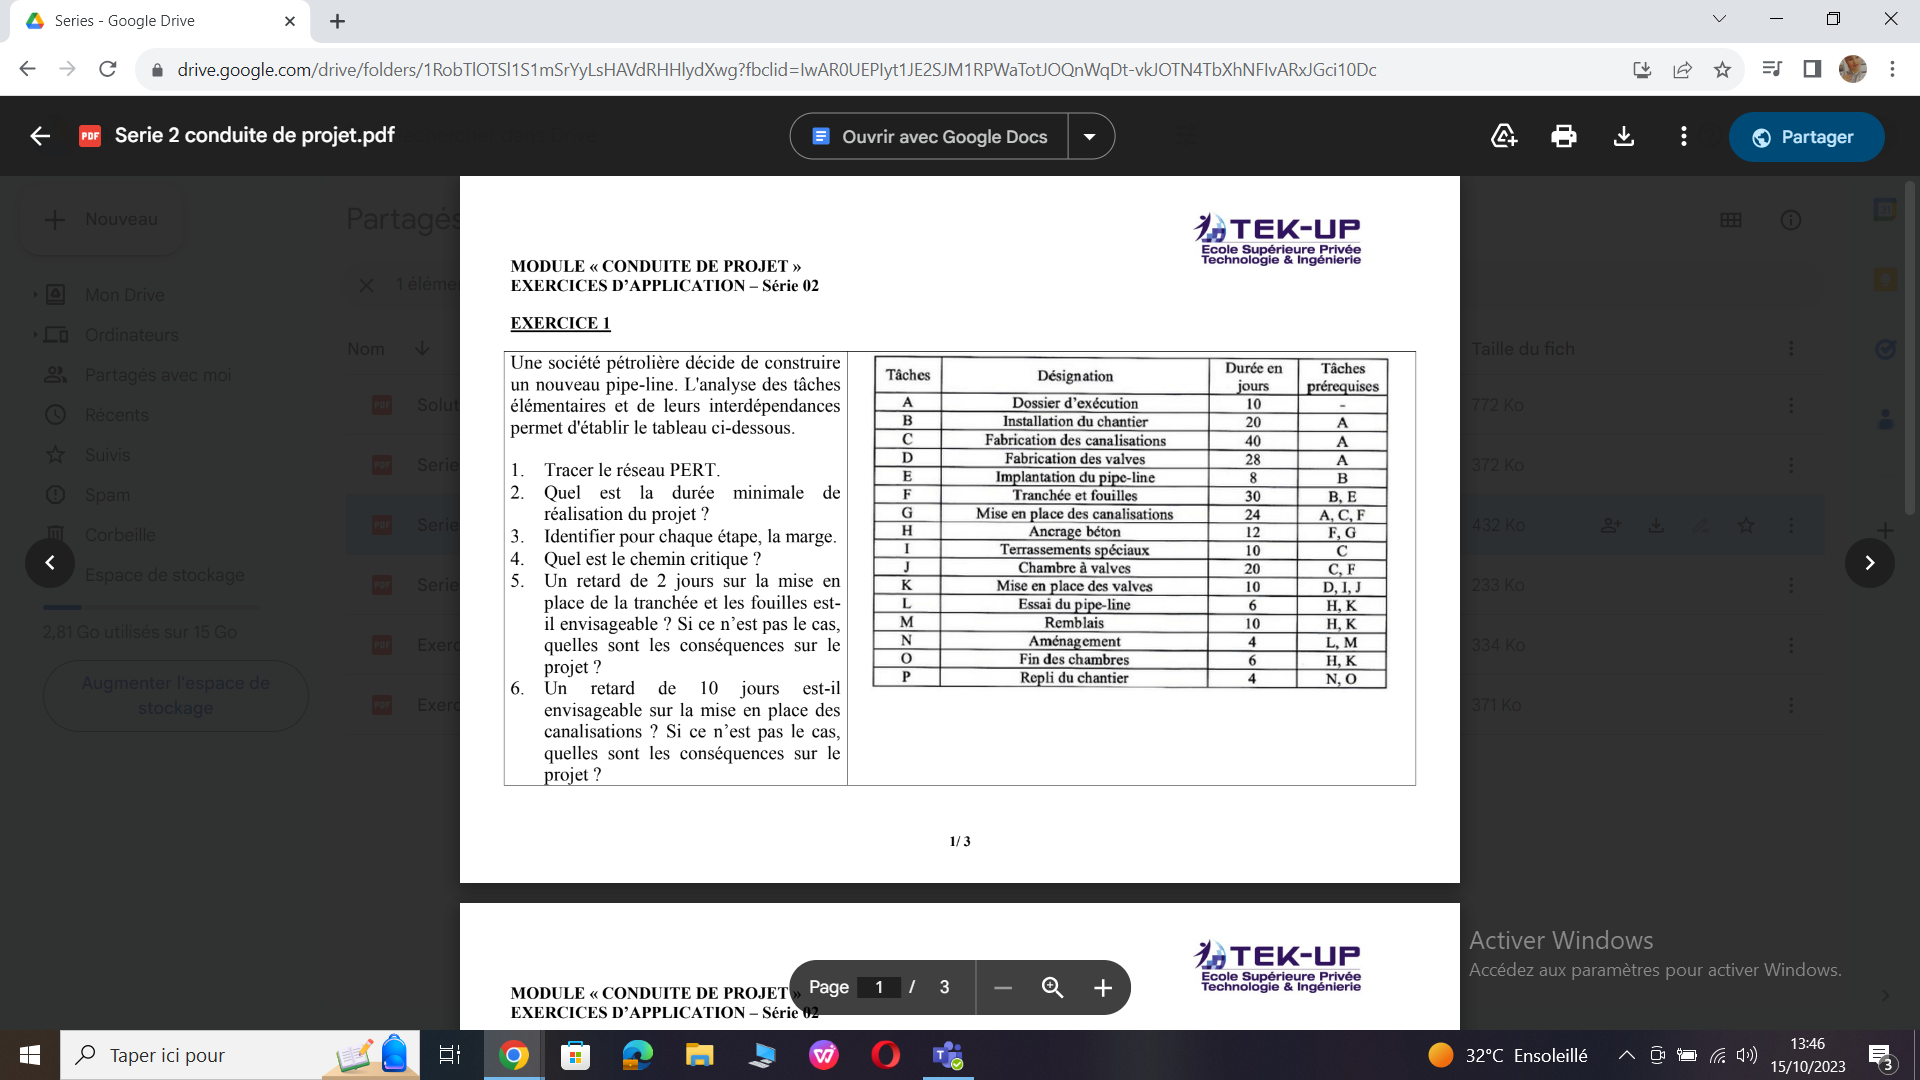 Series - Google Drive
drive.google.com/drive/folders/1RobTlOTSl1S1mSrYyLsHAVdRHHlydXwg?fbclid=IwAR0UEPIyt1JE2SJM1RPWaTotJOQnWqDt-vkJOTN4TbXhNFIvARxJGci10Dc
PDF Serie 2 conduite de projet.pdf
Ouvrir avec Google Docs
Partager
Nouveau
Partagés
1 éléme
Mon Drive
Ordinateurs
Partagés avec moi
Récents
Suivis
Spam
Corbeille
Espace de stockage
2,81 Go utilisés sur 15 Go
Augmenter l'espace de
stockage
Nom
Taille du fich
PDF Solut 772 Ko
PDF Serie 372 Ko
PDF Serie 432 Ko
PDF Serie 233 Ko
PDF Exerc 334 Ko
PDF Exerc 371 Ko
TEK-UP
Ecole Supérieure Privée
Technologie & Ingénierie
MODULE « CONDUITE DE PROJET »
EXERCICES D’APPLICATION – Série 02
EXERCICE 1
Une société pétrolière décide de construire
un nouveau pipe-line. L'analyse des tâches
élémentaires et de leurs interdépendances
permet d'établir le tableau ci-dessous.
1. Tracer le réseau PERT.
2. Quel est la durée minimale de
réalisation du projet ?
3. Identifier pour chaque étape, la marge.
4. Quel est le chemin critique ?
5. Un retard de 2 jours sur la mise en
place de la tranchée et les fouilles est-
il envisageable ? Si ce n’est pas le cas,
quelles sont les conséquences sur le
projet ?
6. Un retard de 10 jours est-il
envisageable sur la mise en place des
canalisations ? Si ce n’est pas le cas,
quelles sont les conséquences sur le
projet ?
Tâches Désignation Durée en jours Tâches prérequises
A Dossier d’exécution 10 -
B Installation du chantier 20 A
C Fabrication des canalisations 40 A
D Fabrication des valves 28 A
E Implantation du pipe-line 8 B
F Tranchée et fouilles 30 B, E
G Mise en place des canalisations 24 A, C, F
H Ancrage béton 12 F, G
I Terrassements spéciaux 10 C
J Chambre à valves 20 C, F
K Mise en place des valves 10 D, I, J
L Essai du pipe-line 6 H, K
M Remblais 10 H, K
N Aménagement 4 L, M
O Fin des chambres 6 H, K
P Repli du chantier 4 N, O
1/ 3
TEK-UP
Ecole Supérieure Privée
Technologie & Ingénierie
MODULE « CONDUITE DE PROJET »
EXERCICES D’APPLICATION – Série 02
Page 1 / 3
Activer Windows
Accédez aux paramètres pour activer Windows.
Taper ici pour
32°C Ensoleillé
13:46
15/10/2023
3